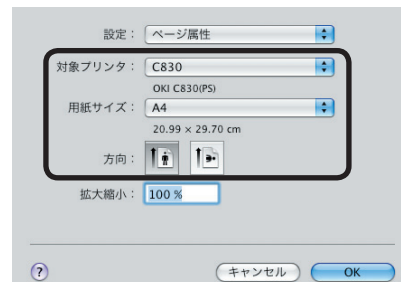 設定： ページ属性
対象プリンタ： C830
OKI C830(PS)
用紙サイズ： A4
20.99 × 29.70 cm
方向：
拡大縮小： 100 %
? キャンセル OK